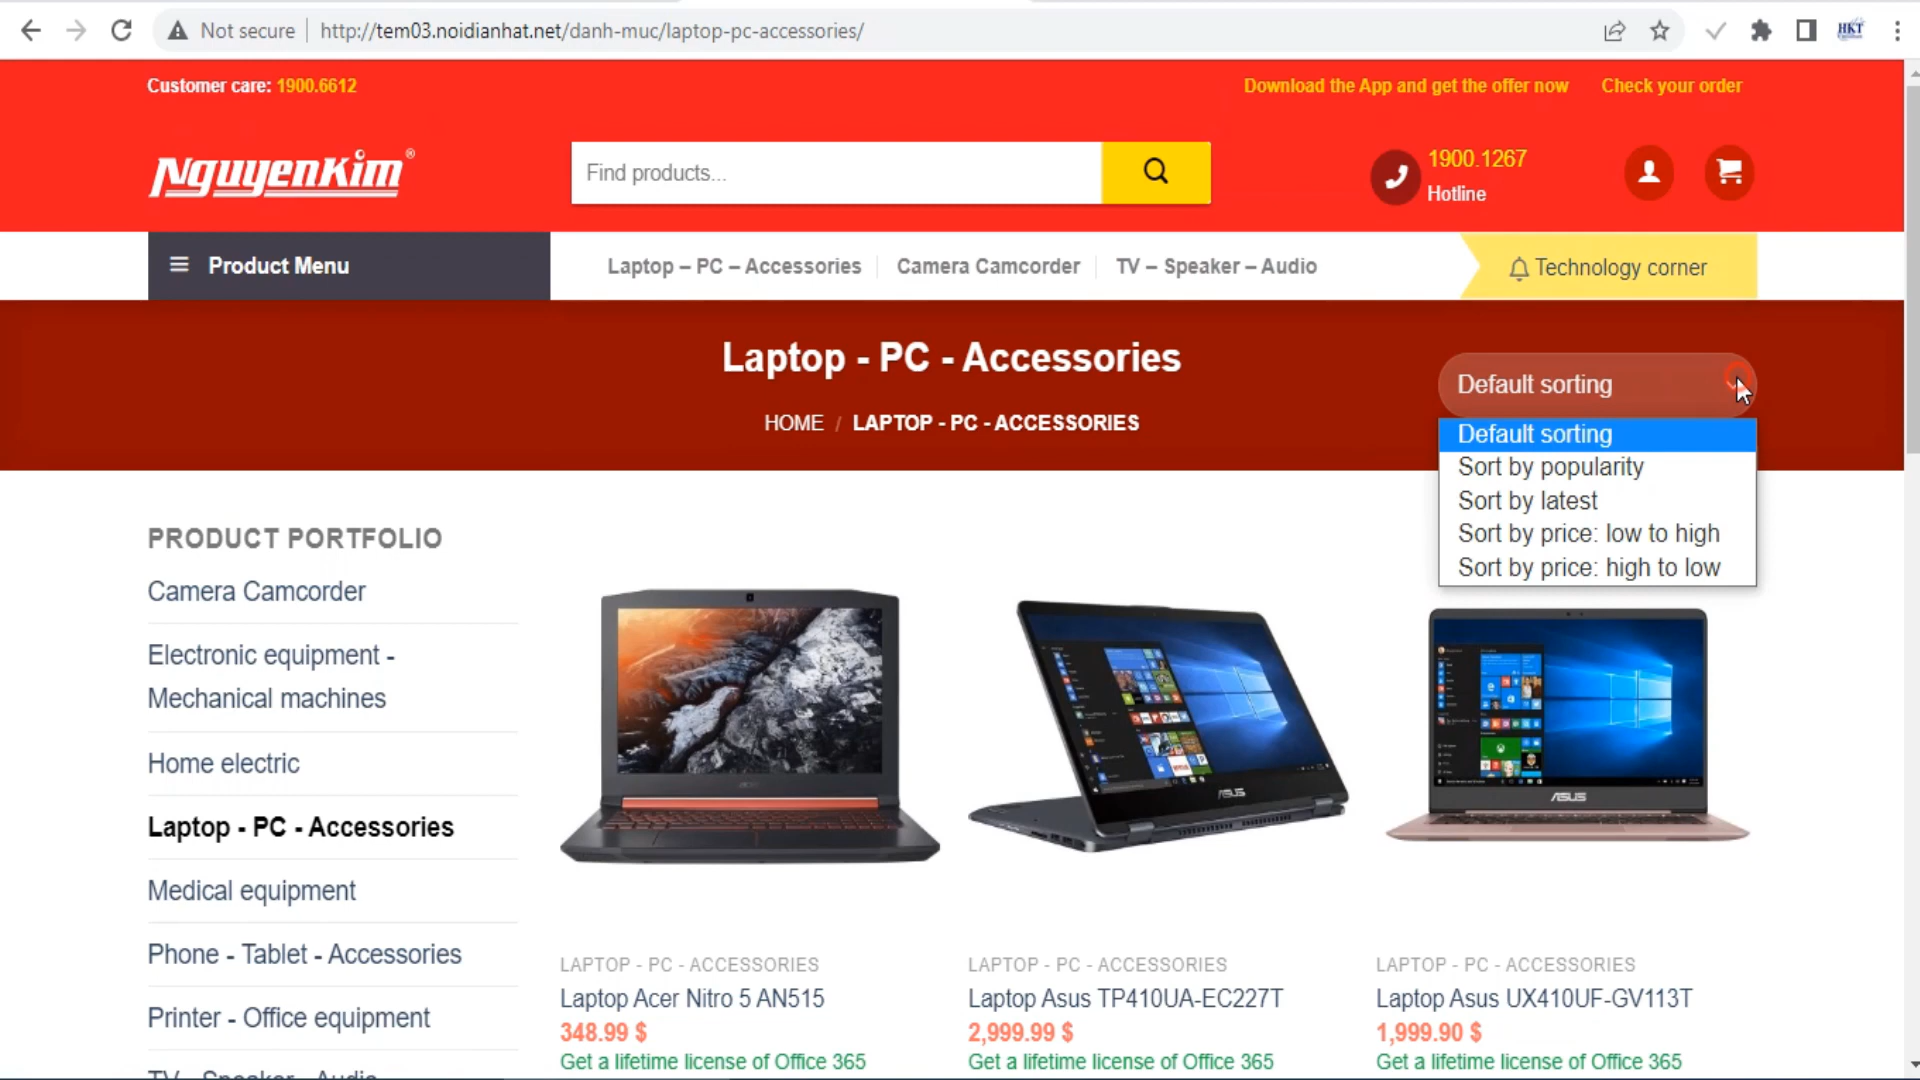 Not secure
http://tem03.noidianhat.net/danh-muc/laptop-pc-accessories/
HKT
Customer care: 1900.6612
Download the App and get the offer now
Check your order
NguyenKim®
Find products...
1900.1267
Hotline
Product Menu
Laptop – PC – Accessories
Camera Camcorder
TV – Speaker – Audio
Technology corner
Laptop - PC - Accessories
HOME / LAPTOP - PC - ACCESSORIES
Default sorting
Default sorting
Sort by popularity
Sort by latest
Sort by price: low to high
Sort by price: high to low
PRODUCT PORTFOLIO
Camera Camcorder
Electronic equipment -
Mechanical machines
Home electric
Laptop - PC - Accessories
Medical equipment
Phone - Tablet - Accessories
Printer - Office equipment
TV - Speaker - Audio
ASUS
ASUS
LAPTOP - PC - ACCESSORIES
Laptop Acer Nitro 5 AN515
348.99 $
Get a lifetime license of Office 365
LAPTOP - PC - ACCESSORIES
Laptop Asus TP410UA-EC227T
2,999.99 $
Get a lifetime license of Office 365
LAPTOP - PC - ACCESSORIES
Laptop Asus UX410UF-GV113T
1,999.90 $
Get a lifetime license of Office 365